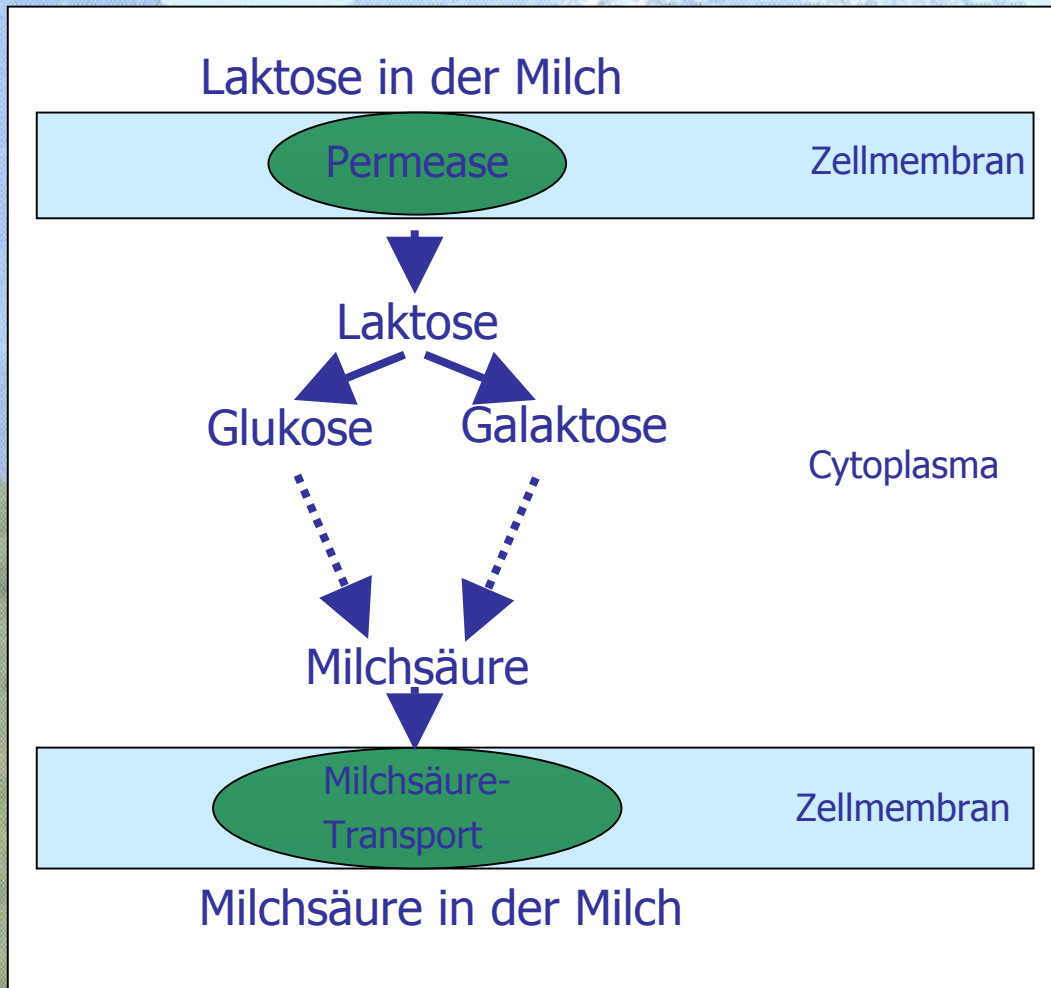 Laktose in der Milch
Permease
Zellmembran
Laktose
Glukose
Galaktose
Cytoplasma
Milchsäure
Milchsäure-
Transport
Zellmembran
Milchsäure in der Milch